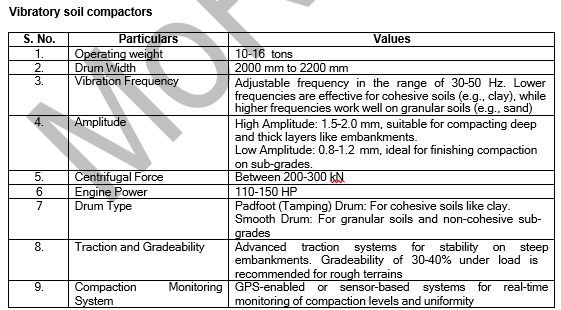 Vibratory soil compactors
S. No. Particulars Values
1. Operating weight 10-16 tons
2. Drum Width 2000 mm to 2200 mm
3. Vibration Frequency Adjustable frequency in the range of 30-50 Hz. Lower
frequencies are effective for cohesive soils (e.g., clay), while
higher frequencies work well on granular soils (e.g., sand)
4. Amplitude High Amplitude: 1.5-2.0 mm, suitable for compacting deep
and thick layers like embankments.
Low Amplitude: 0.8-1.2 mm, ideal for finishing compaction
on sub-grades.
5. Centrifugal Force Between 200-300 kN
6 Engine Power 110-150 HP
7 Drum Type Padfoot (Tamping) Drum: For cohesive soils like clay.
Smooth Drum: For granular soils and non-cohesive sub-
grades
8. Traction and Gradeability Advanced traction systems for stability on steep
embankments. Gradeability of 30-40% under load is
recommended for rough terrains
9. Compaction Monitoring GPS-enabled or sensor-based systems for real-time
System monitoring of compaction levels and uniformity